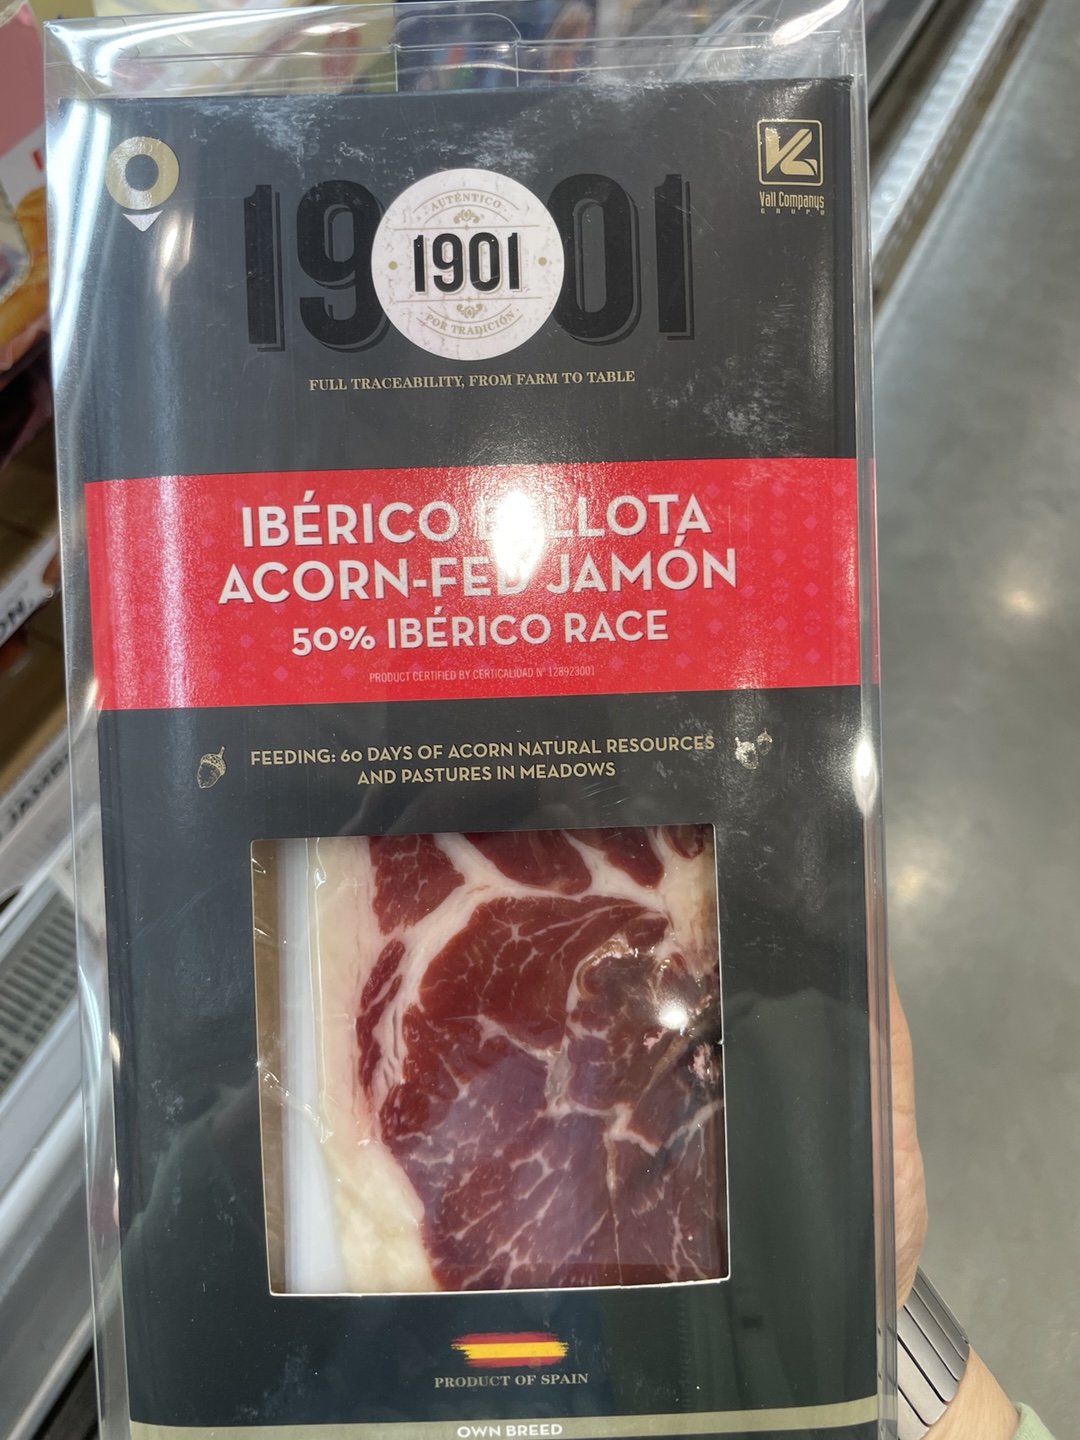 1901
AUTÉNTICO
1901
POR TRADICIÓN
Vall Companys
GRUPO
FULL TRACEABILITY, FROM FARM TO TABLE
IBÉRICO BELLOTA
ACORN-FED JAMÓN
50% IBÉRICO RACE
PRODUCT CERTIFIED BY CERTICALIDAD Nº 128923001
FEEDING: 60 DAYS OF ACORN NATURAL RESOURCES
AND PASTURES IN MEADOWS
PRODUCT OF SPAIN
OWN BREED